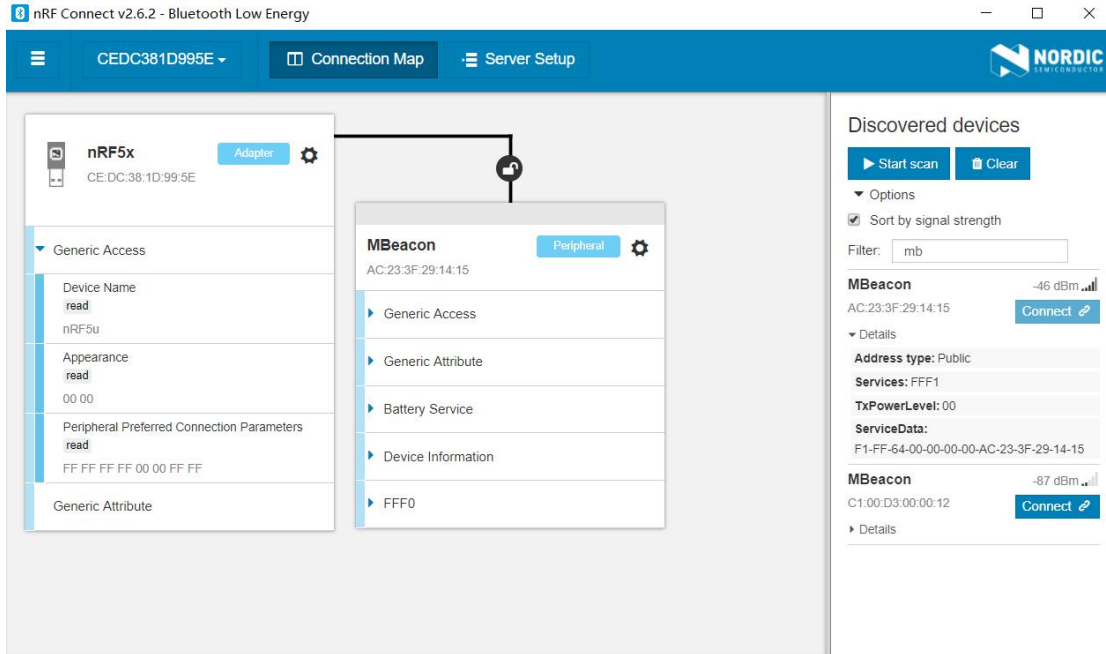 nRF Connect v2.6.2 - Bluetooth Low Energy
CEDC381D995E
Connection Map
Server Setup
NORDIC
SEMICONDUCTOR
nRF5x
Adapter
CE:DC:38:1D:99:5E
Generic Access
Device Name
read
nRF5u
Appearance
read
00 00
Peripheral Preferred Connection Parameters
read
FF FF FF FF 00 00 FF FF
Generic Attribute
MBeacon
Peripheral
AC:23:3F:29:14:15
Generic Access
Generic Attribute
Battery Service
Device Information
FFF0
Discovered devices
Start scan
Clear
Options
Sort by signal strength
Filter: mb
MBeacon -46 dBm
AC:23:3F:29:14:15 Connect
Details
Address type: Public
Services: FFF1
TxPowerLevel: 00
ServiceData:
F1-FF-64-00-00-00-00-AC-23-3F-29-14-15
MBeacon -87 dBm
C1:00:D3:00:00:12 Connect
Details